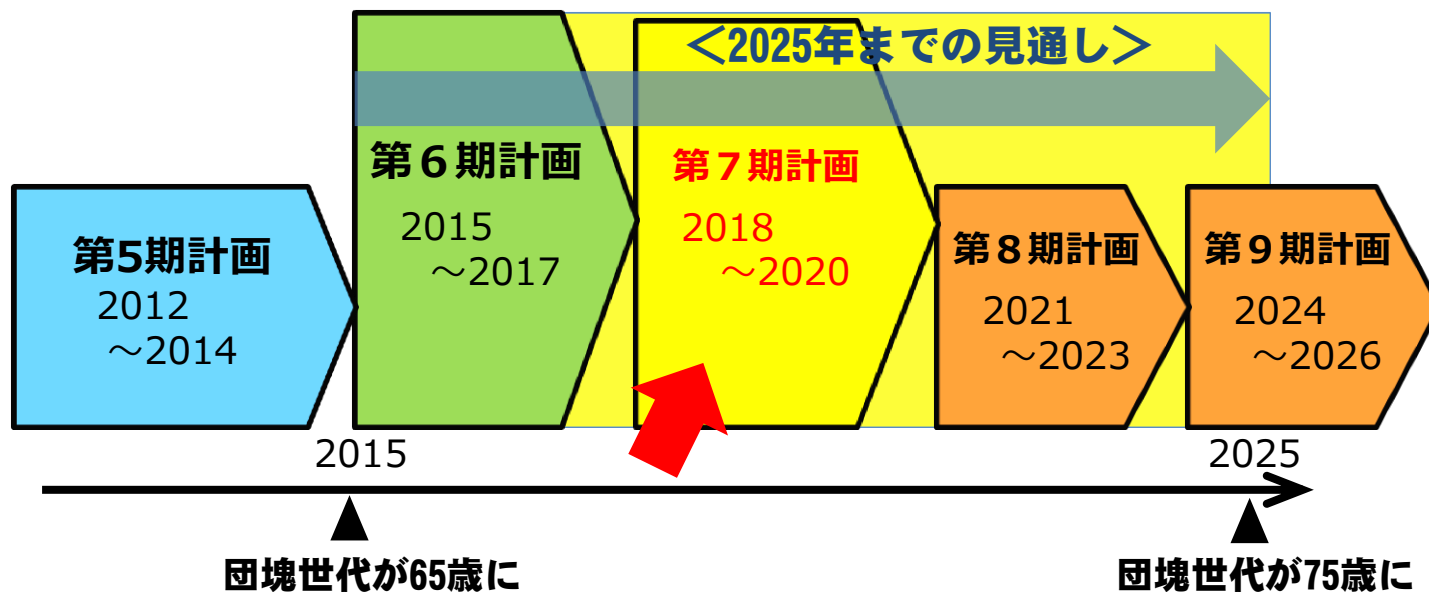 <2025年までの見通し>
第5期計画
2012
~2014
第6期計画
2015
~2017
第7期計画
2018
~2020
第8期計画
2021
~2023
第9期計画
2024
~2026
2015
2025
団塊世代が65歳に
団塊世代が75歳に